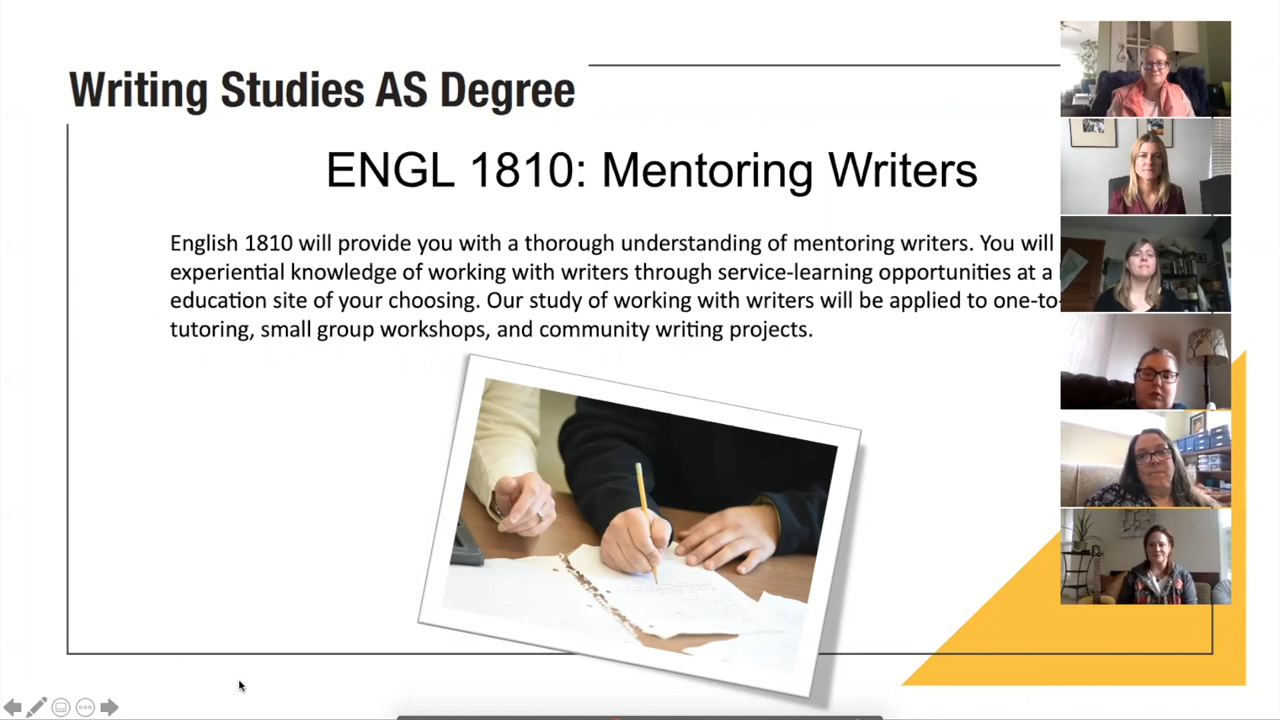 Writing Studies AS Degree
ENGL 1810: Mentoring Writers
English 1810 will provide you with a thorough understanding of mentoring writers. You will
experiential knowledge of working with writers through service-learning opportunities at a
education site of your choosing. Our study of working with writers will be applied to one-to-
tutoring, small group workshops, and community writing projects.